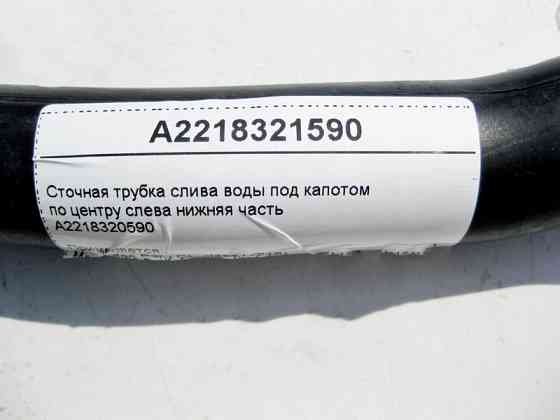 A2218321590
Сточная трубка слива воды под капотом
по центру слева нижняя часть
A2218320590